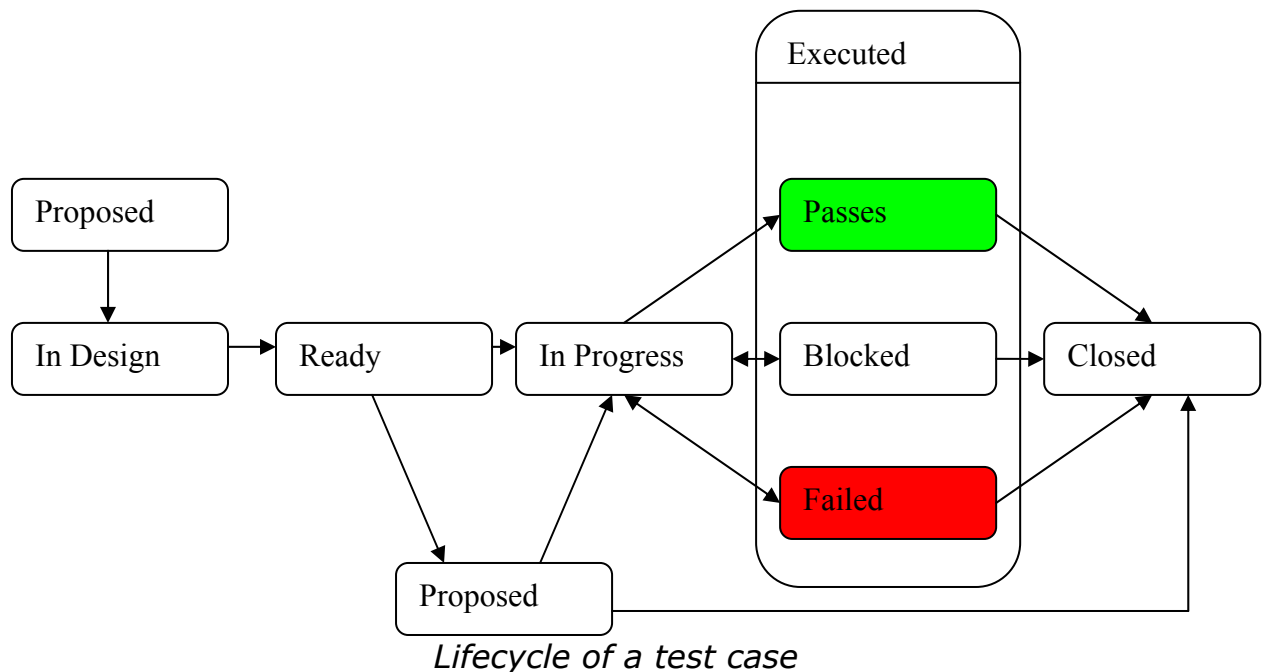 Executed
Proposed
Passes
In Design
Ready
In Progress
Blocked
Closed
Failed
Proposed
Lifecycle of a test case